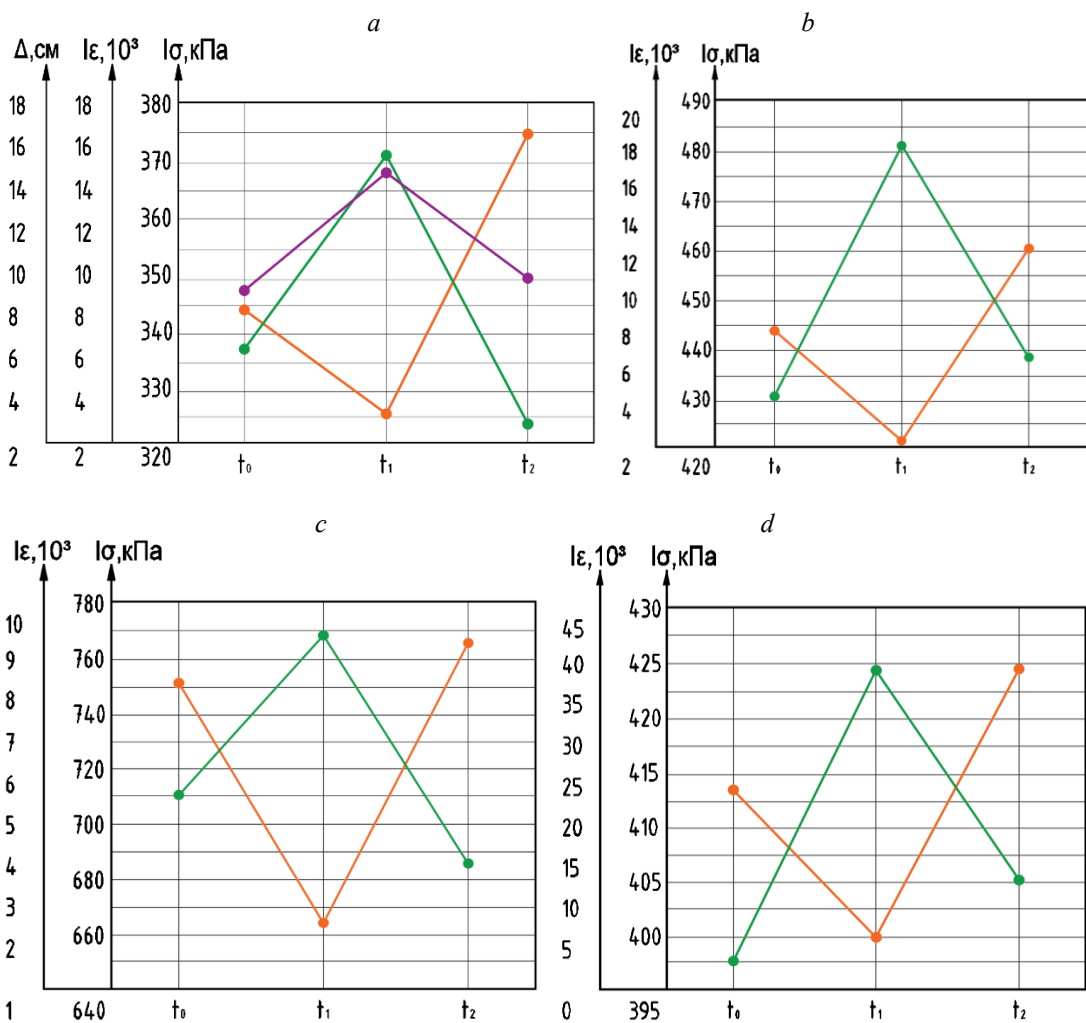 a
Δ,см Iε,10³ Iσ,кПа
18 18 380
16 16 370
14 14 360
12 12 350
10 10 340
8 8 330
6 6 320
4 4
2 2
t₀ t₁ t₂
b
Iε,10³ Iσ,кПа
20 490
18 480
16 470
14 460
12 450
10 440
8 430
6 420
4
2
t₀ t₁ t₂
c
Iε,10³ Iσ,кПа
10 780
9 760
8 740
7 720
6 700
5 680
4 660
3 640
2
1
t₀ t₁ t₂
d
Iε,10³ Iσ,кПа
45 430
40 425
35 420
30 415
25 410
20 405
15 400
10 395
5
0
t₀ t₁ t₂